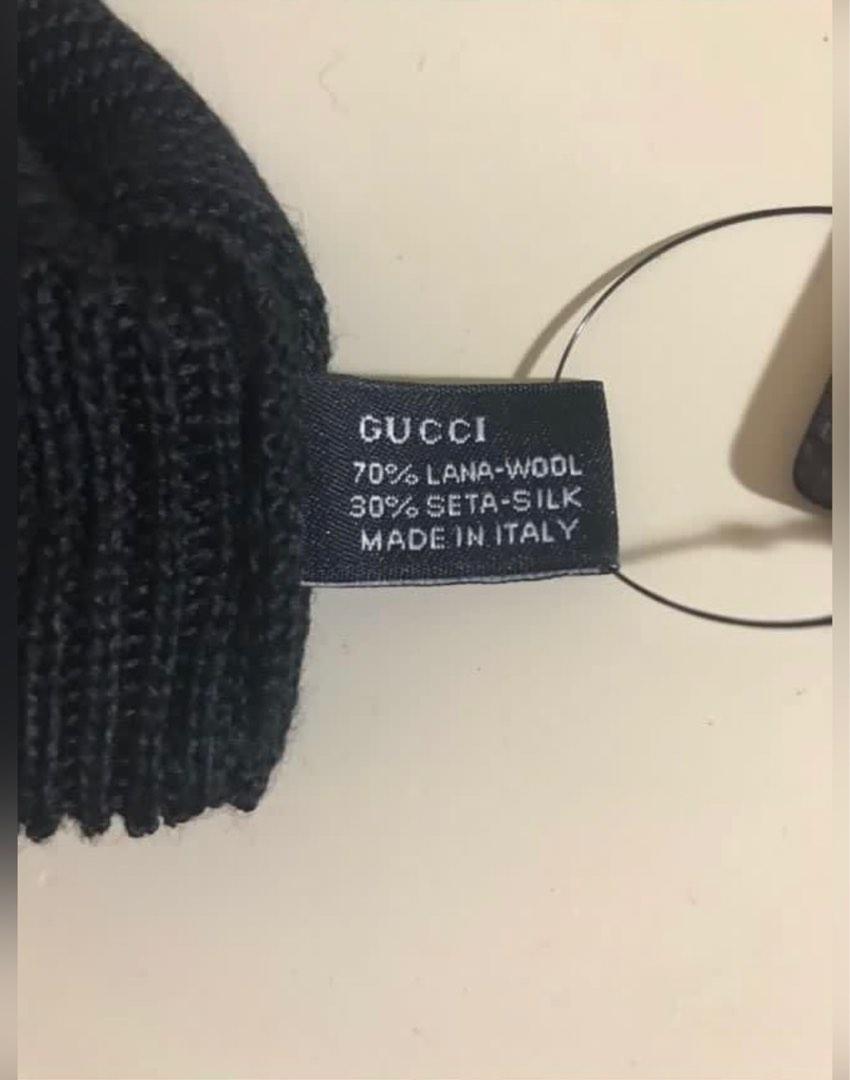 GUCCI
70% LANA-WOOL
30% SETA-SILK
MADE IN ITALY